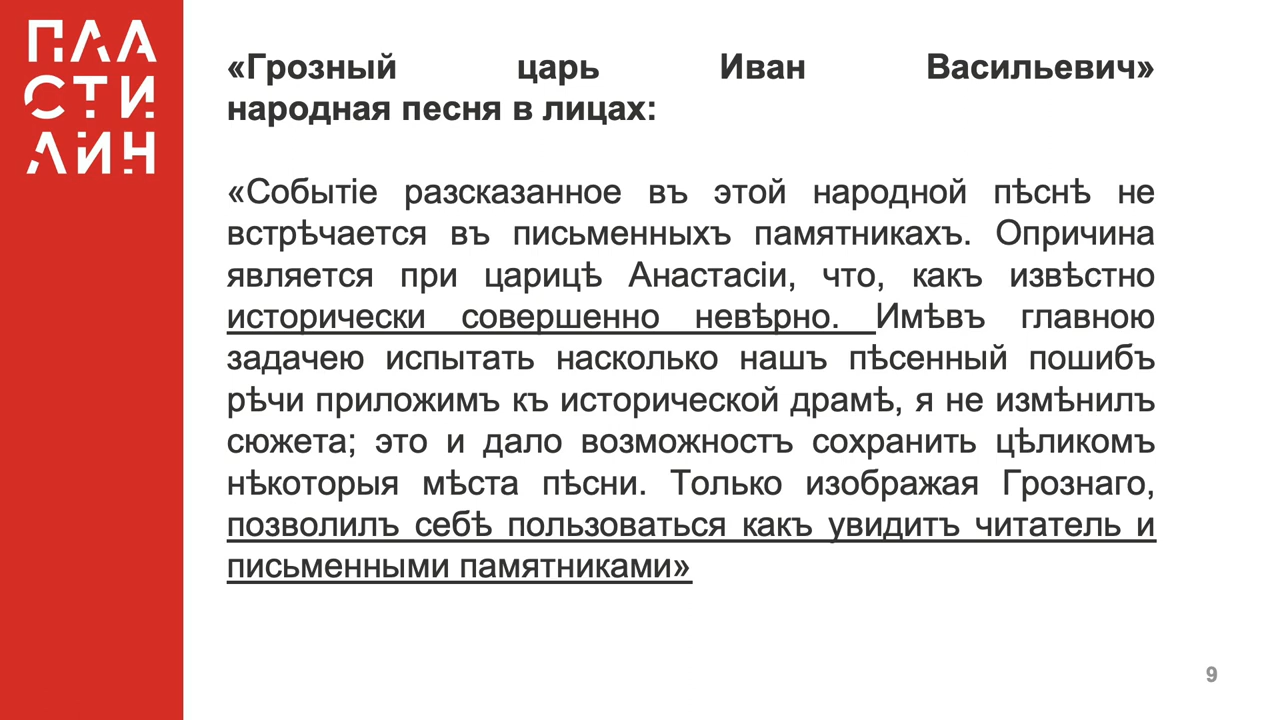 ПЛА
СТИ
ЛИН
«Грозный царь Иван Васильевич»
народная песня в лицах:
«Событіе разсказанное въ этой народной пѣснѣ не
встрѣчается въ письменныхъ памятникахъ. Опричина
является при царицѣ Анастасіи, что, какъ извѣстно
исторически совершенно невѣрно. Имѣвъ главною
задачею испытать насколько нашъ пѣсенный пошибъ
рѣчи приложимъ къ исторической драмѣ, я не измѣнилъ
сюжета; это и дало возможностъ сохранить цѣликомъ
нѣкоторыя мѣста пѣсни. Только изображая Грознаго,
позволилъ себѣ пользоваться какъ увидитъ читатель и
письменными памятниками»
9